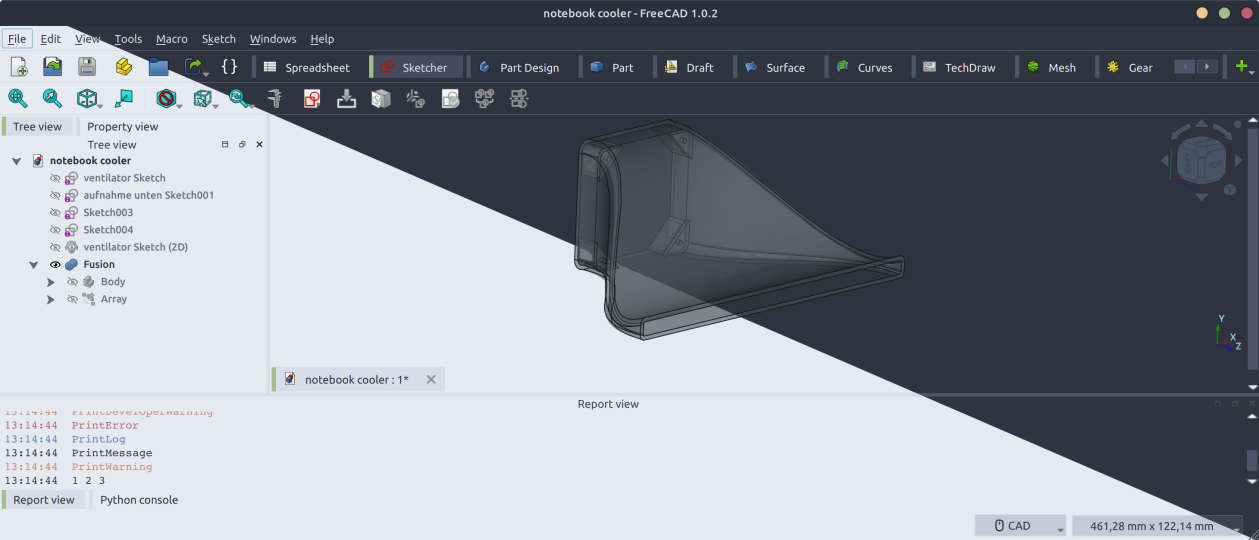 notebook cooler - FreeCAD 1.0.2
File Edit View Tools Macro Sketch Windows Help
{ } Spreadsheet Sketcher Part Design Part Draft Surface Curves TechDraw Mesh Gear
Tree view Property view
Tree view
notebook cooler
ventilator Sketch
aufnahme unten Sketch001
Sketch003
Sketch004
ventilator Sketch (2D)
Fusion
Body
Array
TOP
Y
X
Z
notebook cooler : 1*
Report view
13:14:44 PrintDeveloperWarning
13:14:44 PrintError
13:14:44 PrintLog
13:14:44 PrintMessage
13:14:44 PrintWarning
13:14:44 1 2 3
Report view Python console
CAD 461,28 mm x 122,14 mm